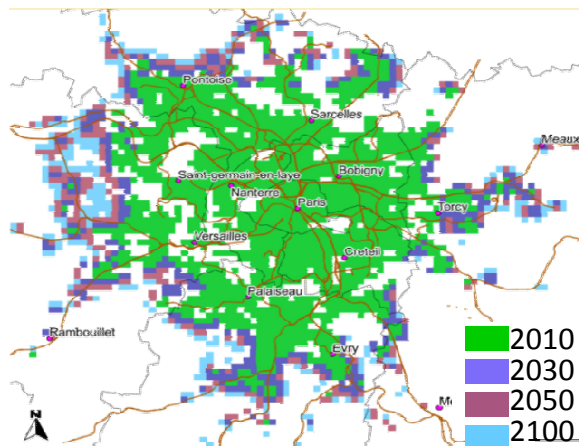 Pontoise
Sarcelles
Meaux
Saint-germain-en-laye
Bobigny
Nanterre
Torcy
Paris
Versailles
Creteil
Palaiseau
Rambouillet
Evry
2010
2030
2050
2100
N